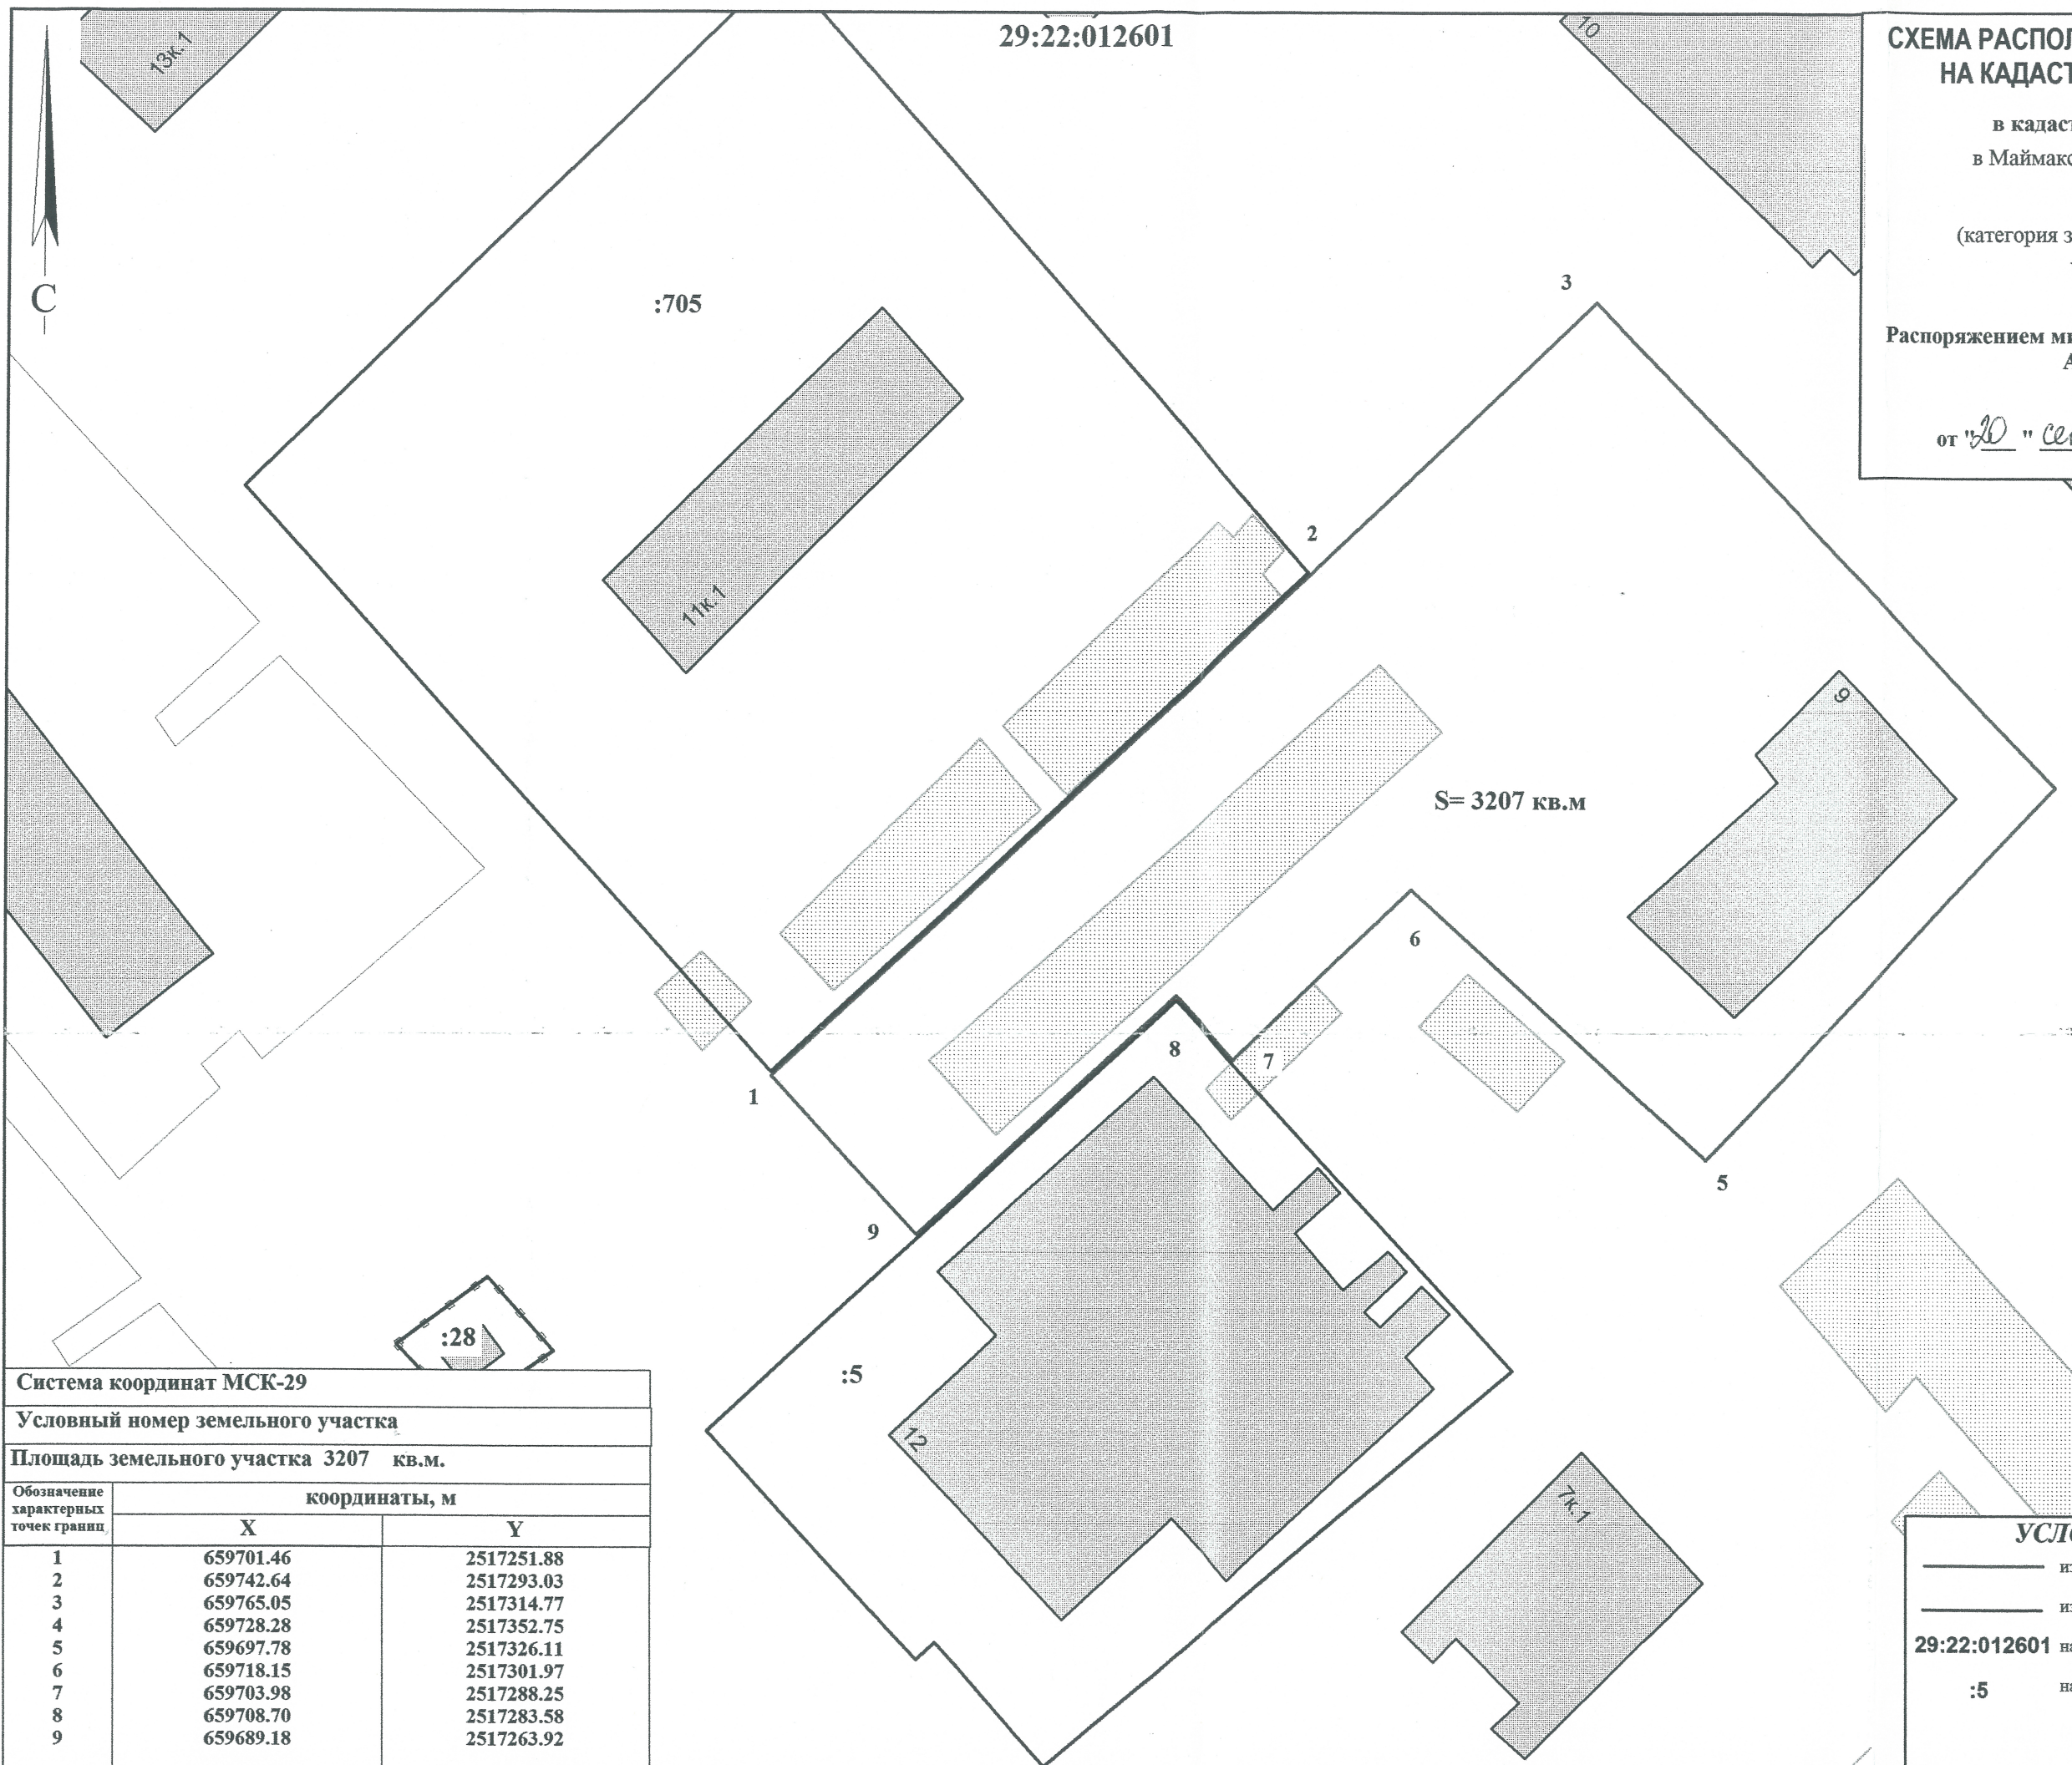 29:22:012601
13к.1
10
С
:705
11к.1
3
2
9
S= 3207 кв.м
6
8
7
1
5
9
:28
:5
12
7к.1
СХЕМА
НА
в
в
(категория
Распоряжением
от "20 "
Система координат МСК-29
Условный номер земельного участка
Площадь земельного участка 3207 кв.м.
Обозначение характерных точек границ
координаты, м
X Y
1 659701.46 2517251.88
2 659742.64 2517293.03
3 659765.05 2517314.77
4 659728.28 2517352.75
5 659697.78 2517326.11
6 659718.15 2517301.97
7 659703.98 2517288.25
8 659708.70 2517283.58
9 659689.18 2517263.92
29:22:012601
:5